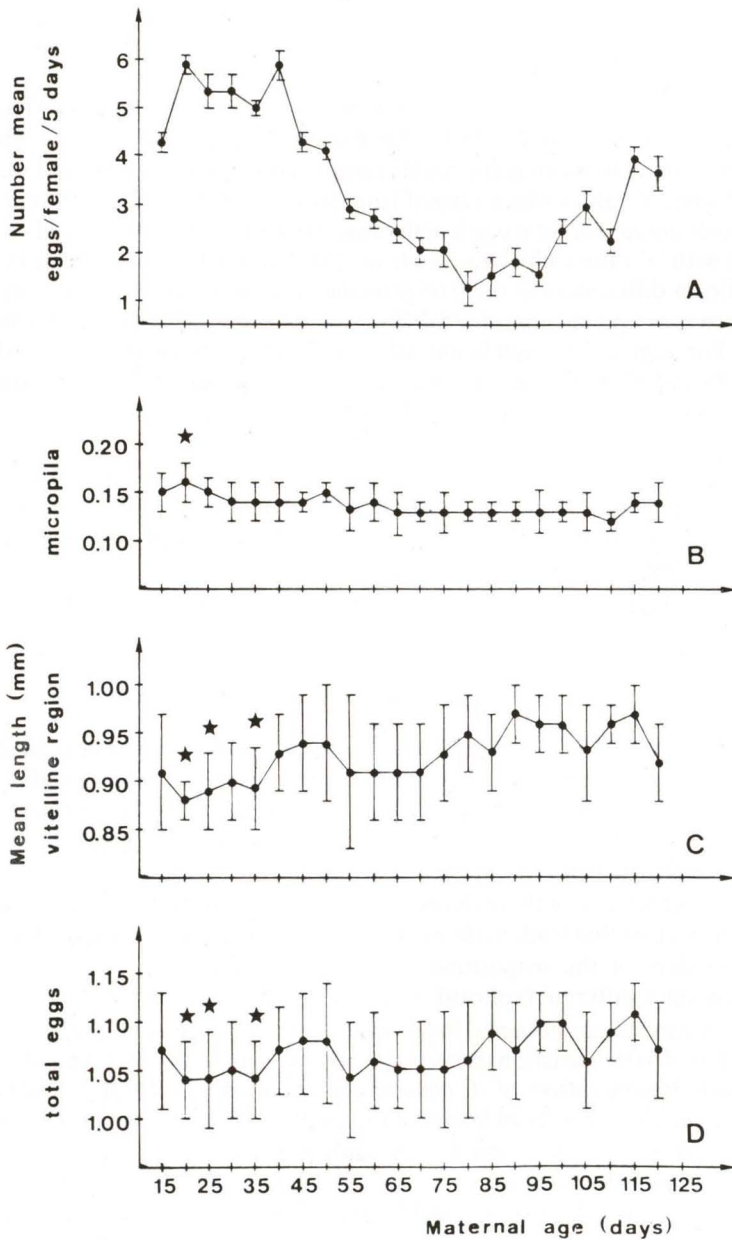 Number mean
eggs/female/5 days
6
5
4
3
2
1
A
micropila
0.20
0.15
0.10
B
Mean length (mm)
vitelline region
1.00
0.95
0.90
0.85
C
total eggs
1.15
1.10
1.05
1.00
D
15 25 35 45 55 65 75 85 95 105 115 125
Maternal age (days)